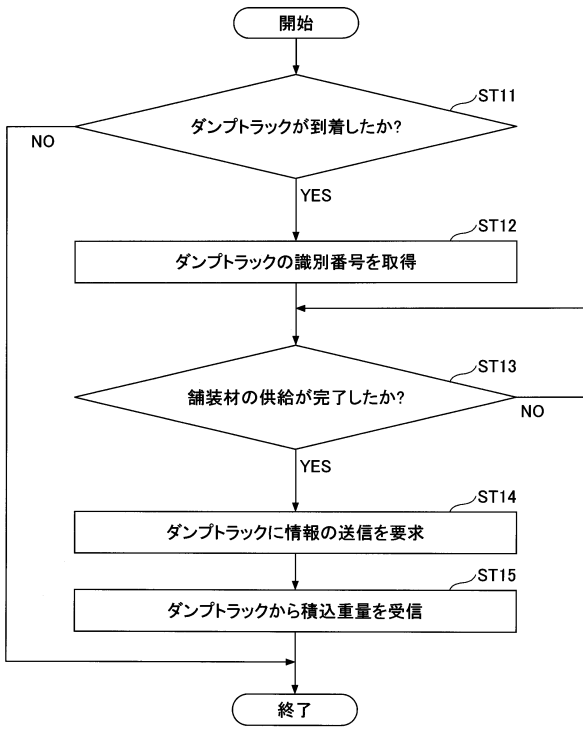 開始
ST11
ダンプトラックが到着したか?
NO
YES
ST12
ダンプトラックの識別番号を取得
ST13
舗装材の供給が完了したか?
NO
YES
ST14
ダンプトラックに情報の送信を要求
ST15
ダンプトラックから積込重量を受信
終了